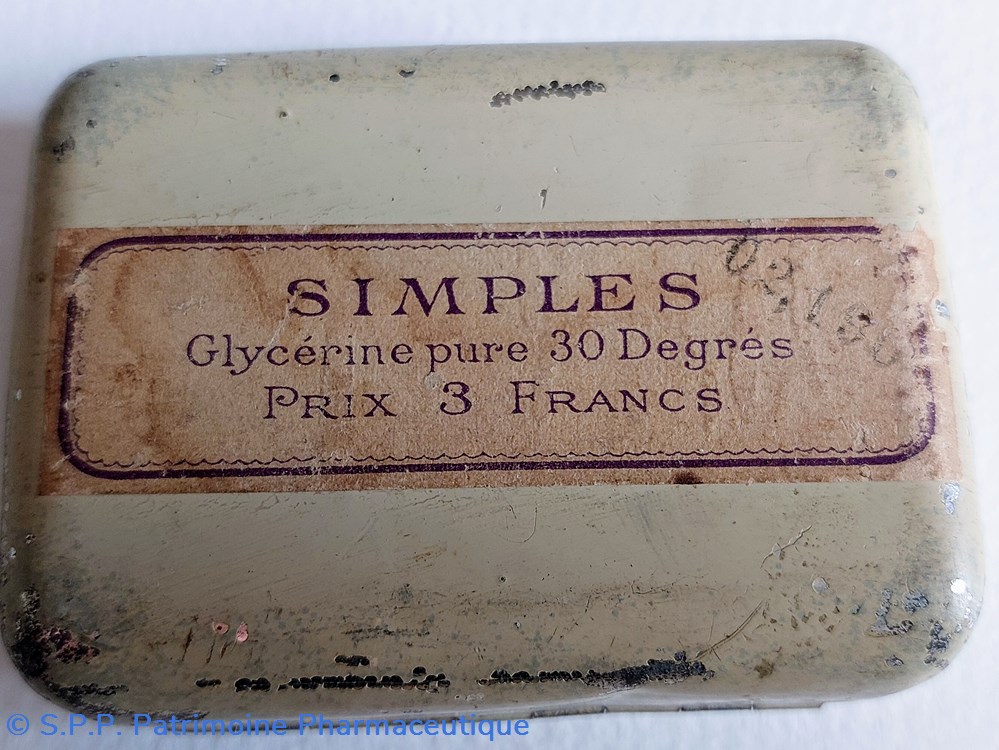 SIMPLES
Glycérine pure 30 Degrés
PRIX 3 FRANCS
© S.P.P. Patrimoine Pharmaceutique